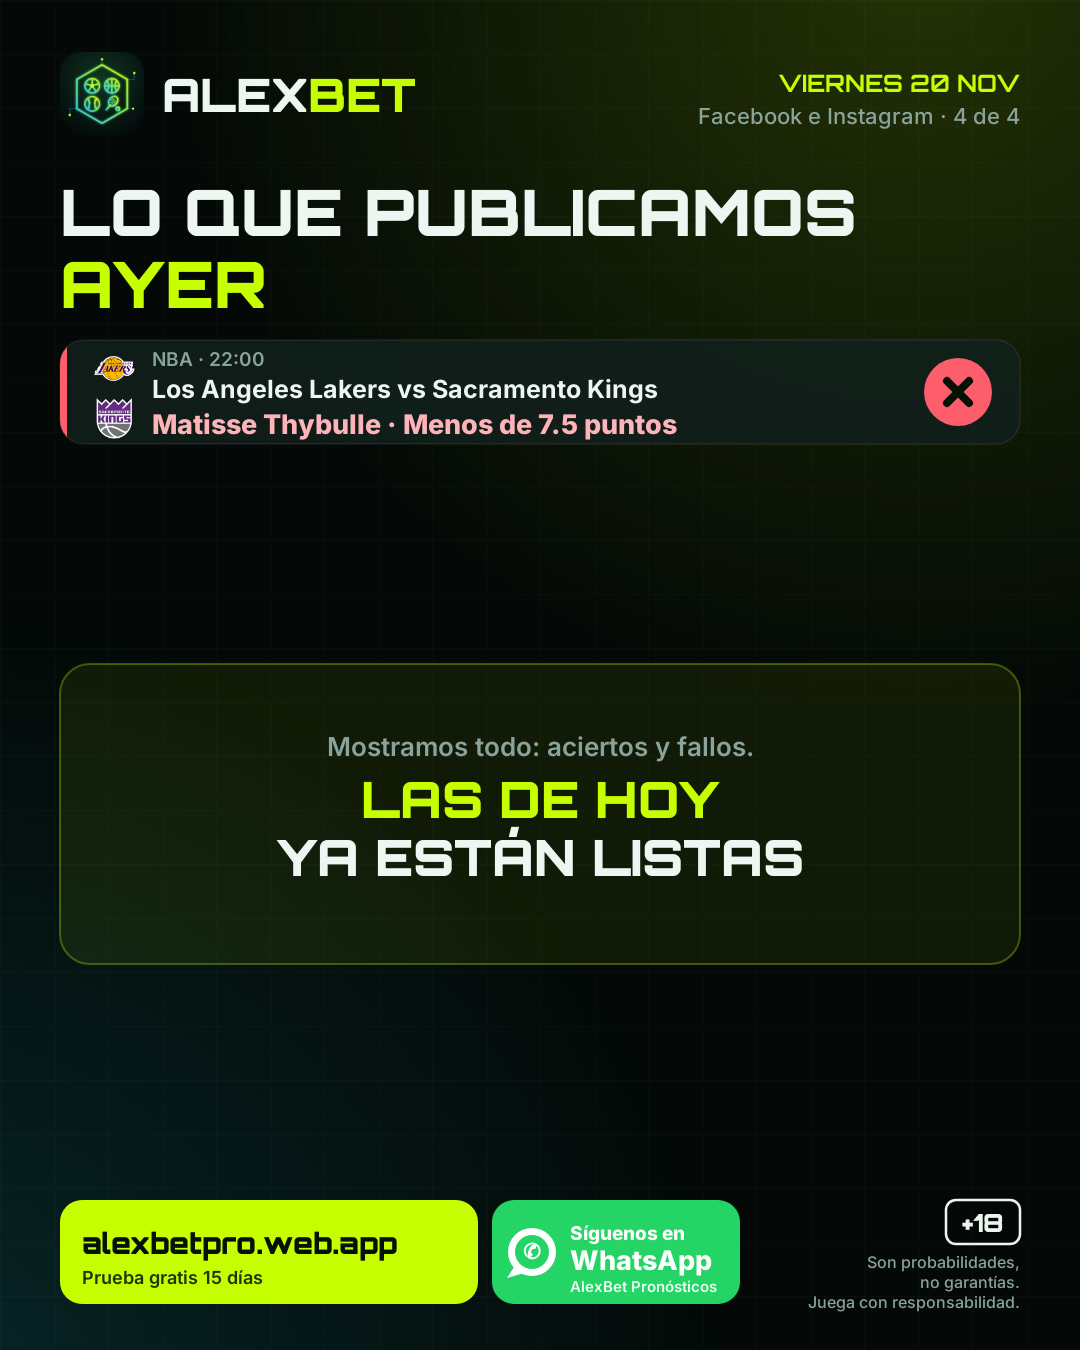 ALEXBET
VIERNES 20 NOV
Facebook e Instagram · 4 de 4
LO QUE PUBLICAMOS
AYER
LAKERS
NBA · 22:00
Los Angeles Lakers vs Sacramento Kings
SACRAMENTO
KINGS
Matisse Thybulle · Menos de 7.5 puntos
Mostramos todo: aciertos y fallos.
LAS DE HOY
YA ESTÁN LISTAS
alexbetpro.web.app
Prueba gratis 15 días
Síguenos en
WhatsApp
AlexBet Pronósticos
+18
Son probabilidades,
no garantías.
Juega con responsabilidad.